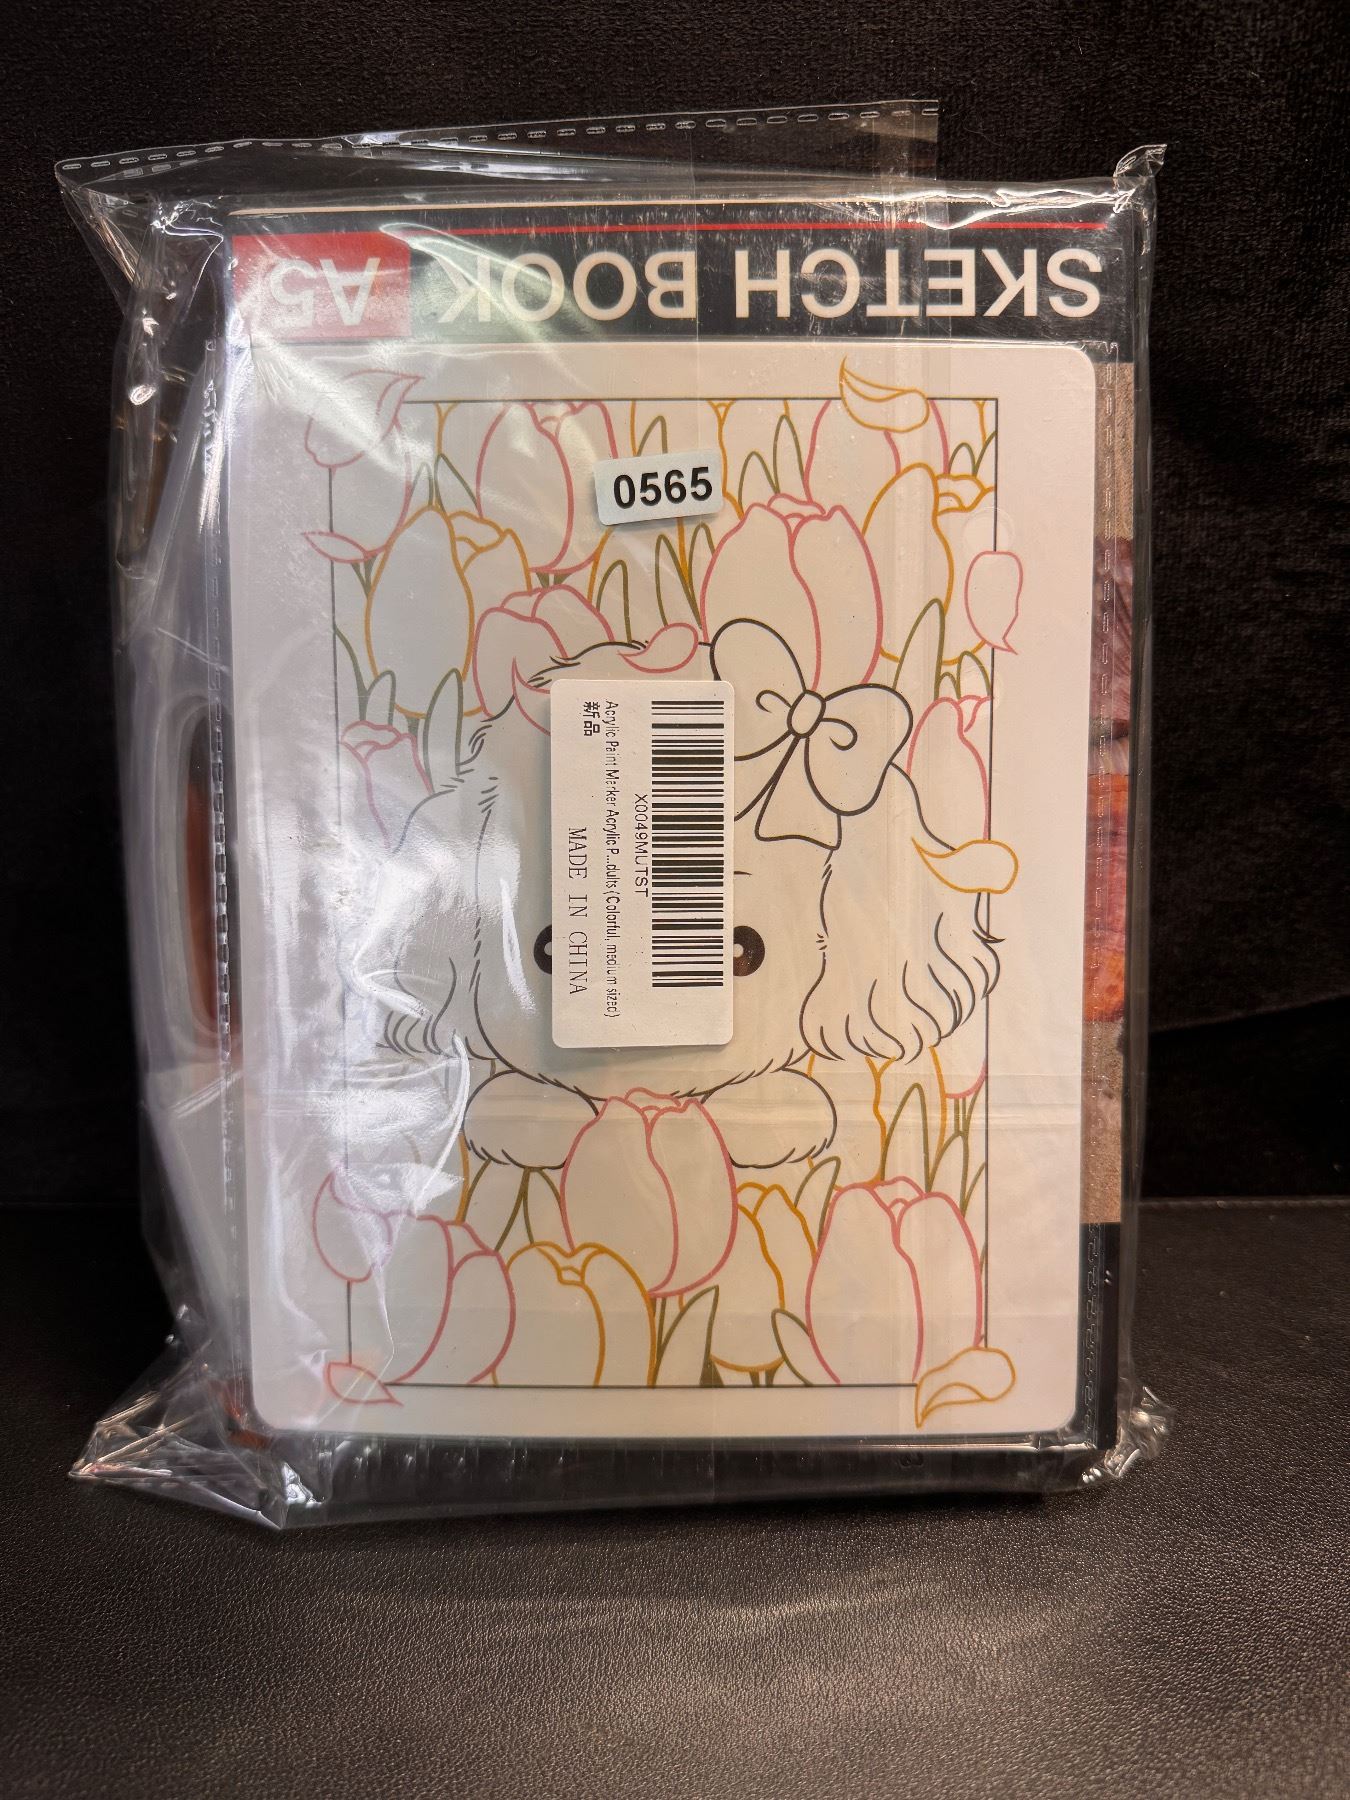 SKETCH BOOK A5
0565
X0049MUTST
Acrylic Paint Marker Acrylic P...dults (Colorful, medium sized)
新品
MADE IN CHINA